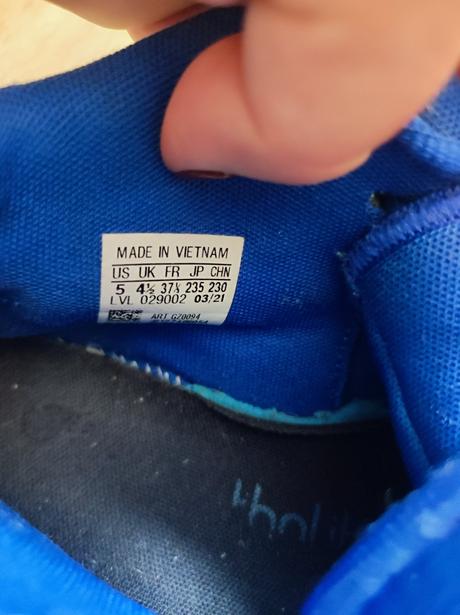 MADE IN VIETNAM
US UK FR JP CHN
5 4½ 37⅓ 235 230
LVL 029002 03/21
ART GZ0094